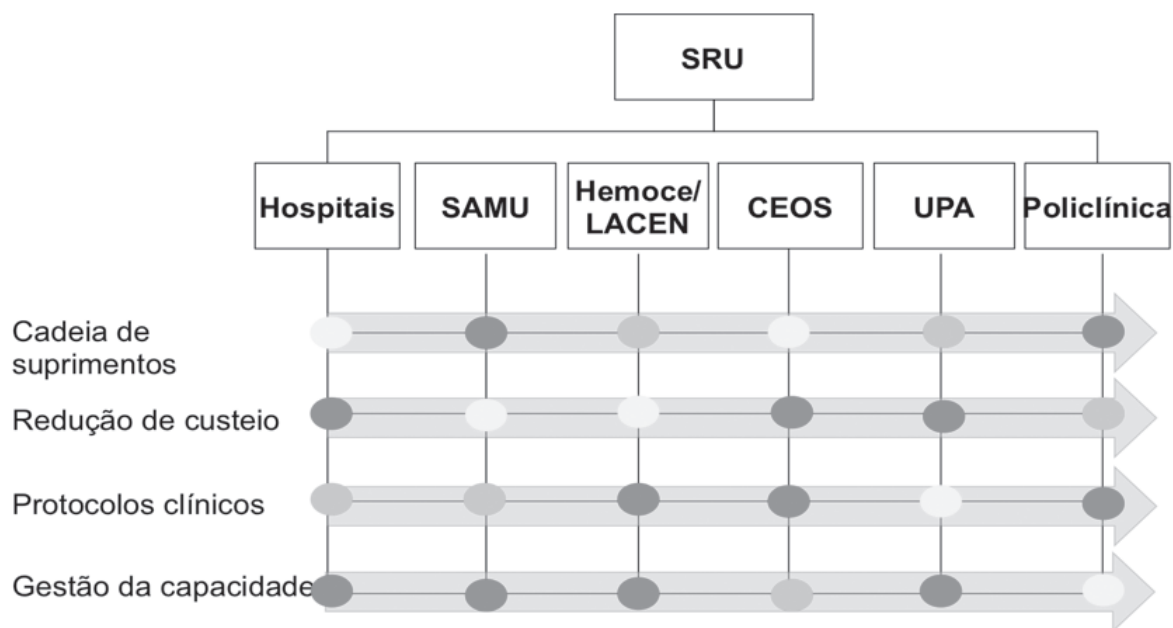 SRU
Hospitais
SAMU
Hemoce/
LACEN
CEOS
UPA
Policlínica
Cadeia de
suprimentos
Redução de custeio
Protocolos clínicos
Gestão da capacidade